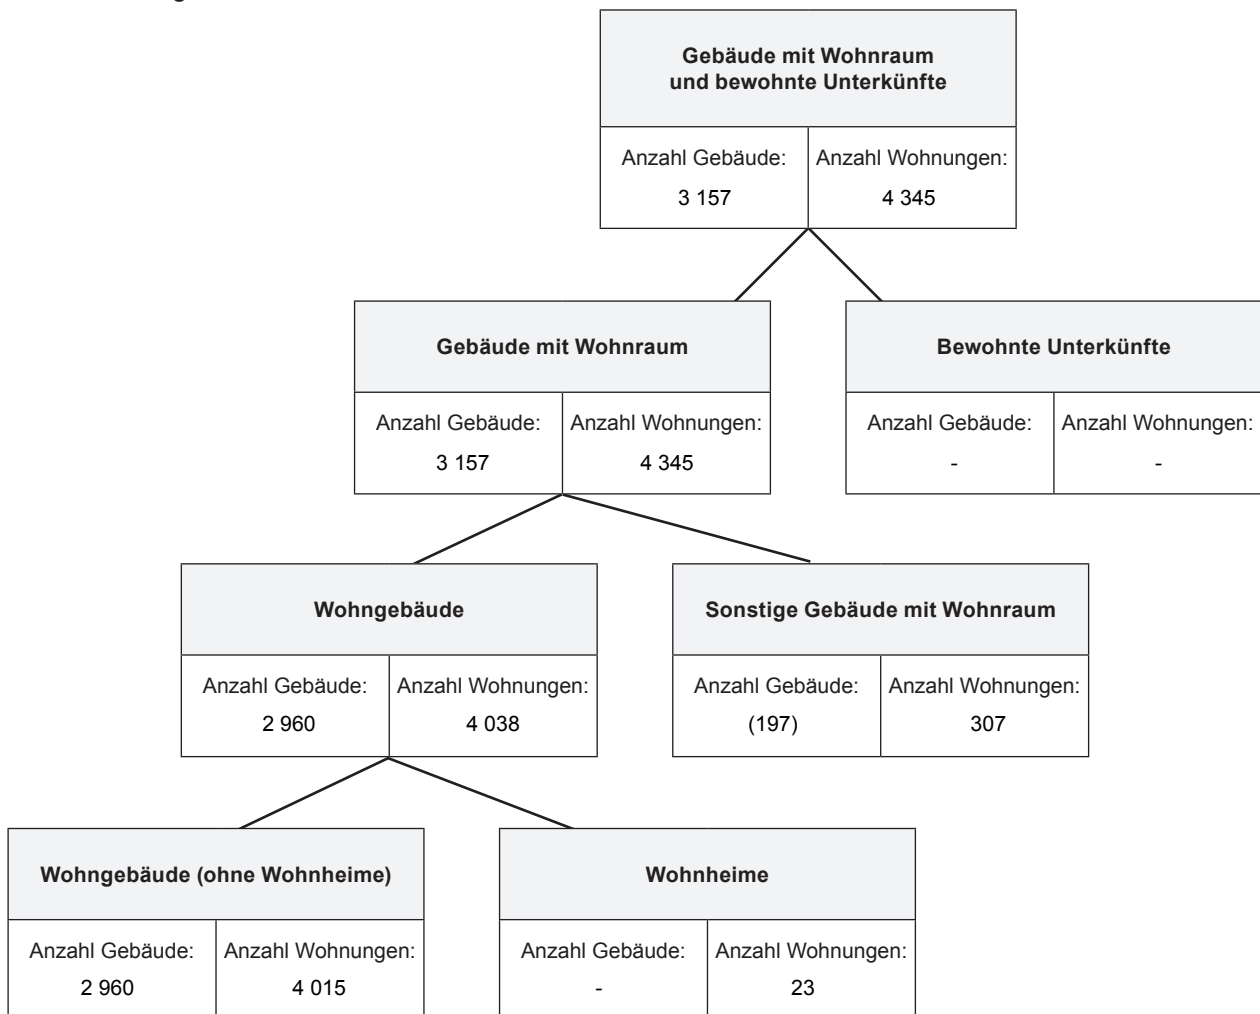 Gebäude mit Wohnraum
und bewohnte Unterkünfte
Anzahl Gebäude: Anzahl Wohnungen:
3 157 4 345
Gebäude mit Wohnraum
Anzahl Gebäude: Anzahl Wohnungen:
3 157 4 345
Bewohnte Unterkünfte
Anzahl Gebäude: Anzahl Wohnungen:
- -
Wohngebäude
Anzahl Gebäude: Anzahl Wohnungen:
2 960 4 038
Sonstige Gebäude mit Wohnraum
Anzahl Gebäude: Anzahl Wohnungen:
(197) 307
Wohngebäude (ohne Wohnheime)
Anzahl Gebäude: Anzahl Wohnungen:
2 960 4 015
Wohnheime
Anzahl Gebäude: Anzahl Wohnungen:
- 23